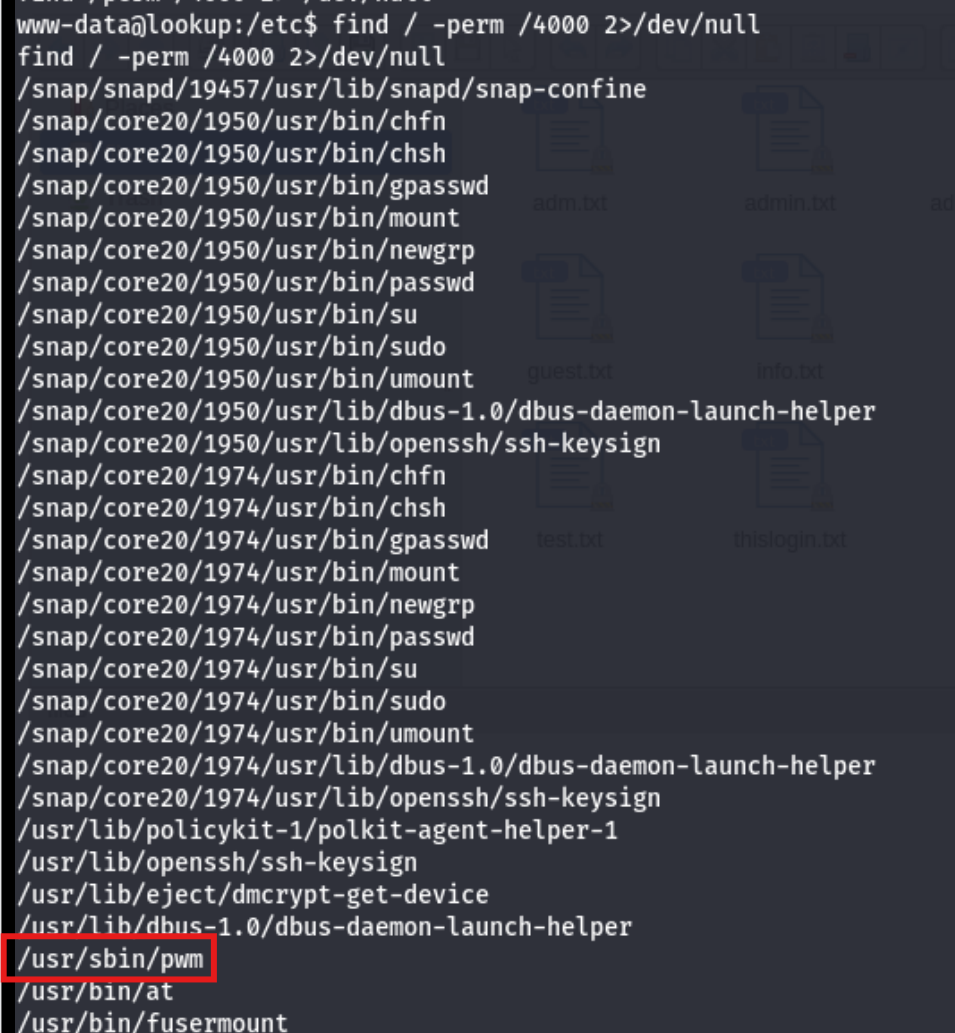 www-data@lookup:/etc$ find / -perm /4000 2>/dev/null
find / -perm /4000 2>/dev/null
/snap/snapd/19457/usr/lib/snapd/snap-confine
/snap/core20/1950/usr/bin/chfn
/snap/core20/1950/usr/bin/chsh
/snap/core20/1950/usr/bin/gpasswd
/snap/core20/1950/usr/bin/mount
/snap/core20/1950/usr/bin/newgrp
/snap/core20/1950/usr/bin/passwd
/snap/core20/1950/usr/bin/su
/snap/core20/1950/usr/bin/sudo
/snap/core20/1950/usr/bin/umount
/snap/core20/1950/usr/lib/dbus-1.0/dbus-daemon-launch-helper
/snap/core20/1950/usr/lib/openssh/ssh-keysign
/snap/core20/1974/usr/bin/chfn
/snap/core20/1974/usr/bin/chsh
/snap/core20/1974/usr/bin/gpasswd
/snap/core20/1974/usr/bin/mount
/snap/core20/1974/usr/bin/newgrp
/snap/core20/1974/usr/bin/passwd
/snap/core20/1974/usr/bin/su
/snap/core20/1974/usr/bin/sudo
/snap/core20/1974/usr/bin/umount
/snap/core20/1974/usr/lib/dbus-1.0/dbus-daemon-launch-helper
/snap/core20/1974/usr/lib/openssh/ssh-keysign
/usr/lib/policykit-1/polkit-agent-helper-1
/usr/lib/openssh/ssh-keysign
/usr/lib/eject/dmcrypt-get-device
/usr/lib/dbus-1.0/dbus-daemon-launch-helper
/usr/sbin/pwm
/usr/bin/at
/usr/bin/fusermount
adm.txt admin.txt
guest.txt info.txt
test.txt thislogin.txt